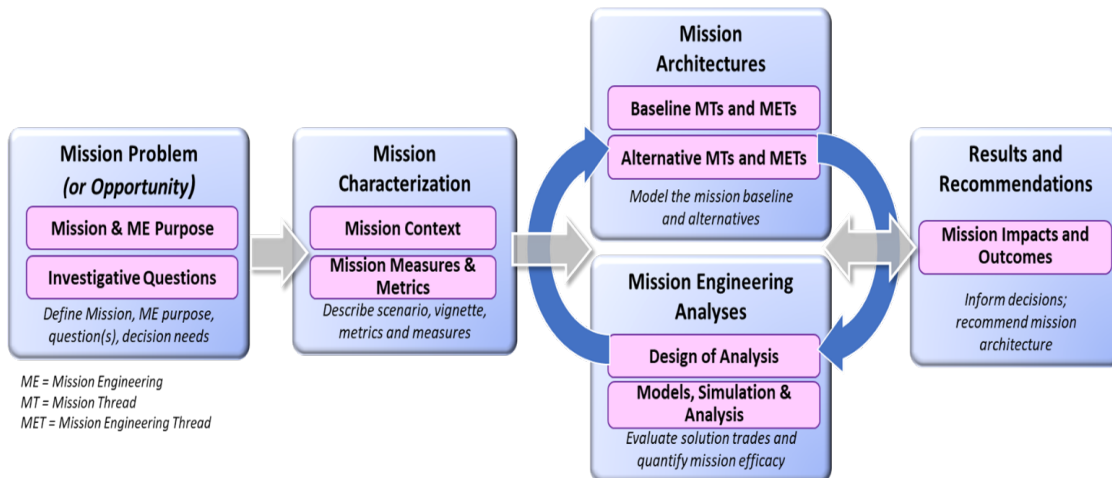 Mission Problem
(or Opportunity)
Mission & ME Purpose
Investigative Questions
Define Mission, ME purpose,
question(s), decision needs
ME = Mission Engineering
MT = Mission Thread
MET = Mission Engineering Thread
Mission
Characterization
Mission Context
Mission Measures &
Metrics
Describe scenario, vignette,
metrics and measures
Mission
Architectures
Baseline MTs and METs
Alternative MTs and METs
Model the mission baseline
and alternatives
Mission Engineering
Analyses
Design of Analysis
Models, Simulation &
Analysis
Evaluate solution trades and
quantify mission efficacy
Results and
Recommendations
Mission Impacts and
Outcomes
Inform decisions;
recommend mission
architecture